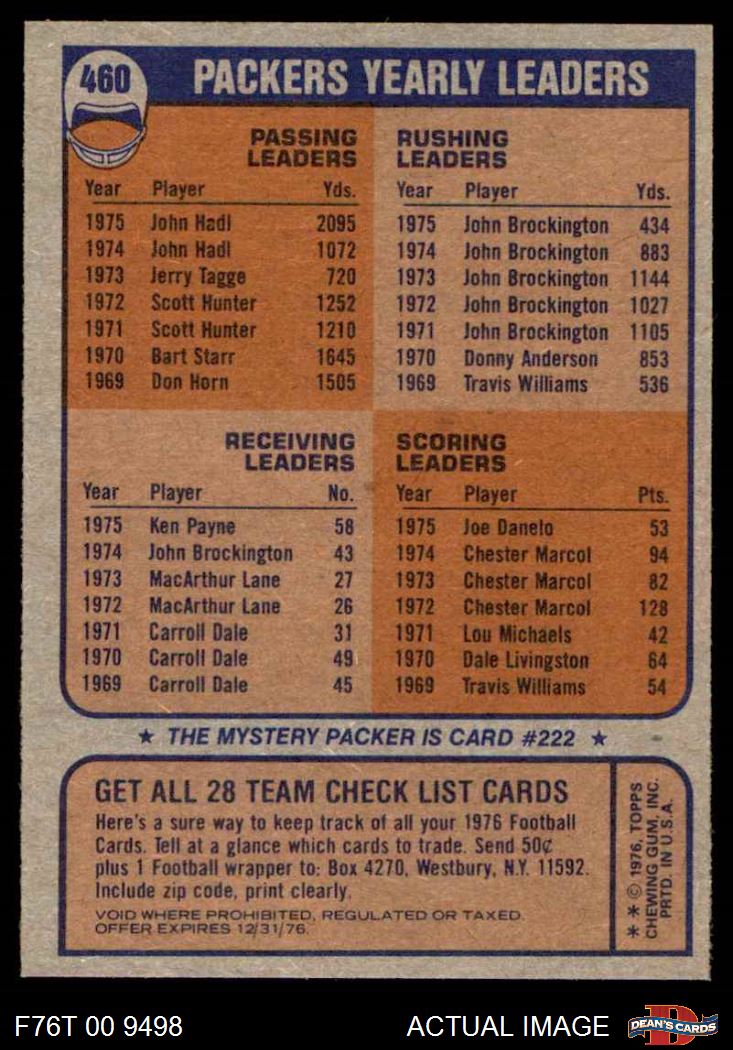 460
PACKERS YEARLY LEADERS
PASSING
LEADERS
Year Player Yds.
1975 John Hadl 2095
1974 John Hadl 1072
1973 Jerry Tagge 720
1972 Scott Hunter 1252
1971 Scott Hunter 1210
1970 Bart Starr 1645
1969 Don Horn 1505
RUSHING
LEADERS
Year Player Yds.
1975 John Brockington 434
1974 John Brockington 883
1973 John Brockington 1144
1972 John Brockington 1027
1971 John Brockington 1105
1970 Donny Anderson 853
1969 Travis Williams 536
RECEIVING
LEADERS
Year Player No.
1975 Ken Payne 58
1974 John Brockington 43
1973 MacArthur Lane 27
1972 MacArthur Lane 26
1971 Carroll Dale 31
1970 Carroll Dale 49
1969 Carroll Dale 45
SCORING
LEADERS
Year Player Pts.
1975 Joe Danelo 53
1974 Chester Marcol 94
1973 Chester Marcol 82
1972 Chester Marcol 128
1971 Lou Michaels 42
1970 Dale Livingston 64
1969 Travis Williams 54
★ THE MYSTERY PACKER IS CARD #222 ★
GET ALL 28 TEAM CHECK LIST CARDS
Here's a sure way to keep track of all your 1976 Football
Cards. Tell at a glance which cards to trade. Send 50¢
plus 1 Football wrapper to: Box 4270, Westbury, N.Y. 11592.
Include zip code, print clearly.
VOID WHERE PROHIBITED, REGULATED OR TAXED.
OFFER EXPIRES 12/31/76.
* * © 1976, TOPPS
CHEWING GUM, INC.
PRTD. IN U.S.A.
F76T 00 9498
ACTUAL IMAGE
D
DEAN'S CARDS